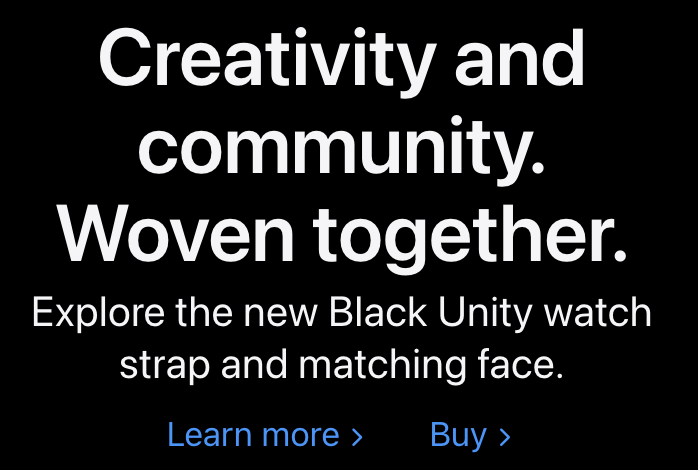 Creativity and
community.
Woven together.
Explore the new Black Unity watch
strap and matching face.
Learn more > Buy >